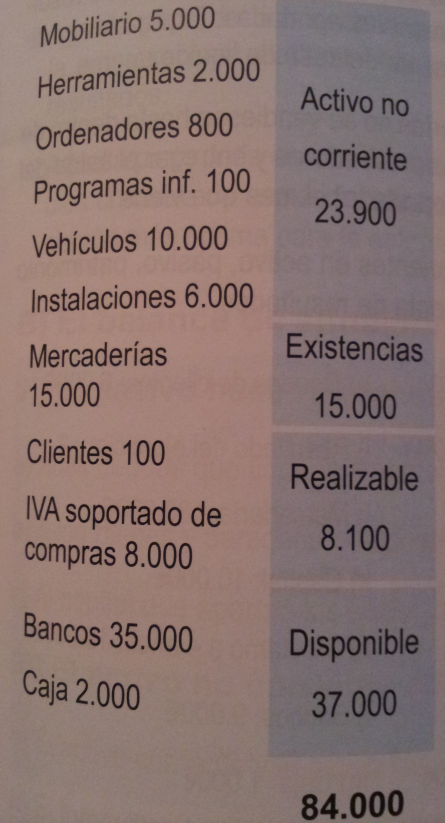 Mobiliario 5.000
Herramientas 2.000
Ordenadores 800
Programas inf. 100
Vehículos 10.000
Instalaciones 6.000
Activo no
corriente
23.900
Mercaderías
15.000
Existencias
15.000
Clientes 100
IVA soportado de
compras 8.000
Realizable
8.100
Bancos 35.000
Caja 2.000
Disponible
37.000
84.000